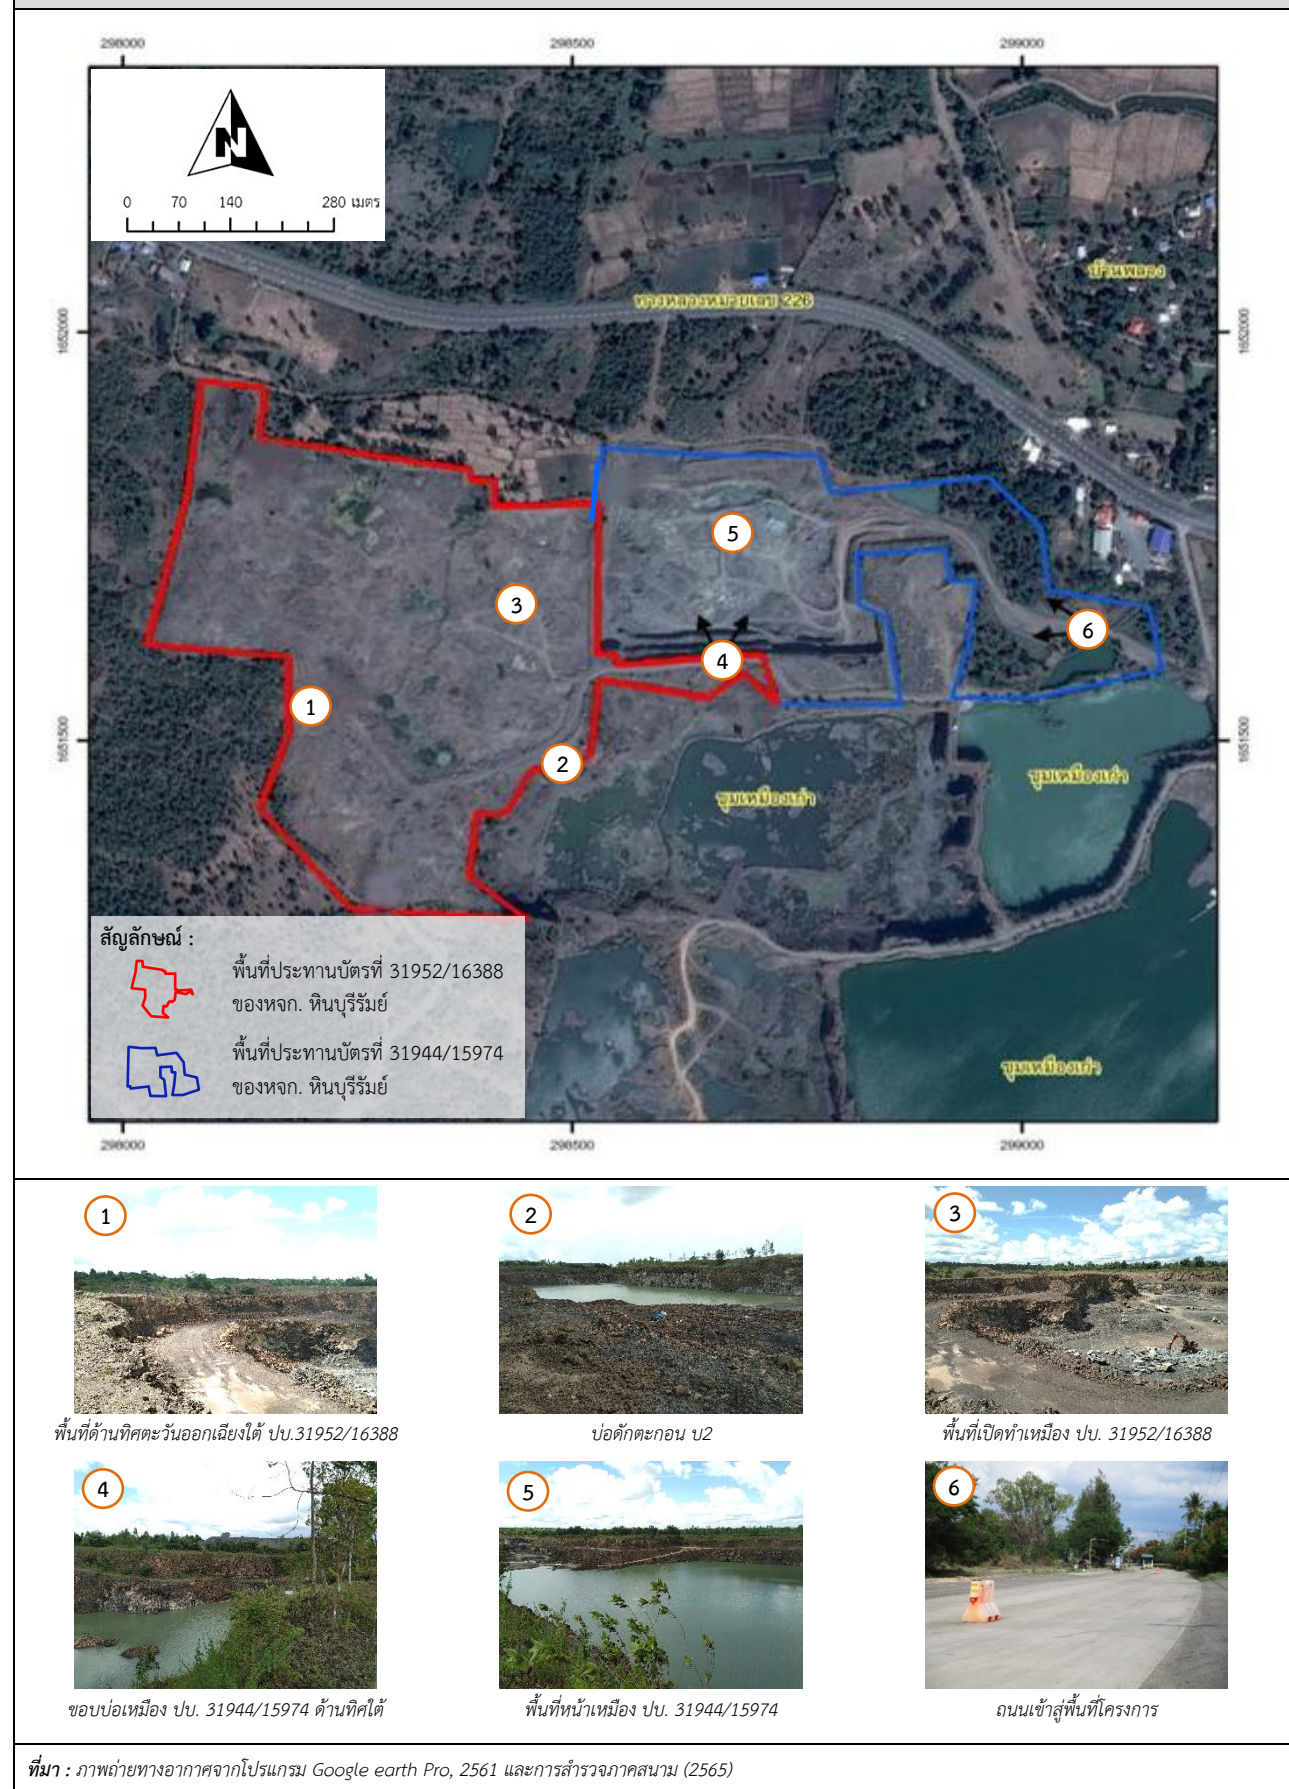 298000 298500 299000
N
0 70 140 280 เมตร
บ้านพลวง
ทางหลวงหมายเลข 226
1652000 1652000
5
3
6
4
1
1651500 1651500
2
ขุมเหมืองเก่า
ขุมเหมืองเก่า
สัญลักษณ์ :
พื้นที่ประทานบัตรที่ 31952/16388
ของหจก. หินบุรีรัมย์
พื้นที่ประทานบัตรที่ 31944/15974
ของหจก. หินบุรีรัมย์
ขุมเหมืองเก่า
298000 298500 299000
1
2
3
พื้นที่ด้านทิศตะวันออกเฉียงใต้ ปบ.31952/16388
บ่อดักตะกอน บ2
พื้นที่เปิดทำเหมือง ปบ. 31952/16388
4
5
6
ขอบบ่อเหมือง ปบ. 31944/15974 ด้านทิศใต้
พื้นที่หน้าเหมือง ปบ. 31944/15974
ถนนเข้าสู่พื้นที่โครงการ
ที่มา : ภาพถ่ายทางอากาศจากโปรแกรม Google earth Pro, 2561 และการสำรวจภาคสนาม (2565)